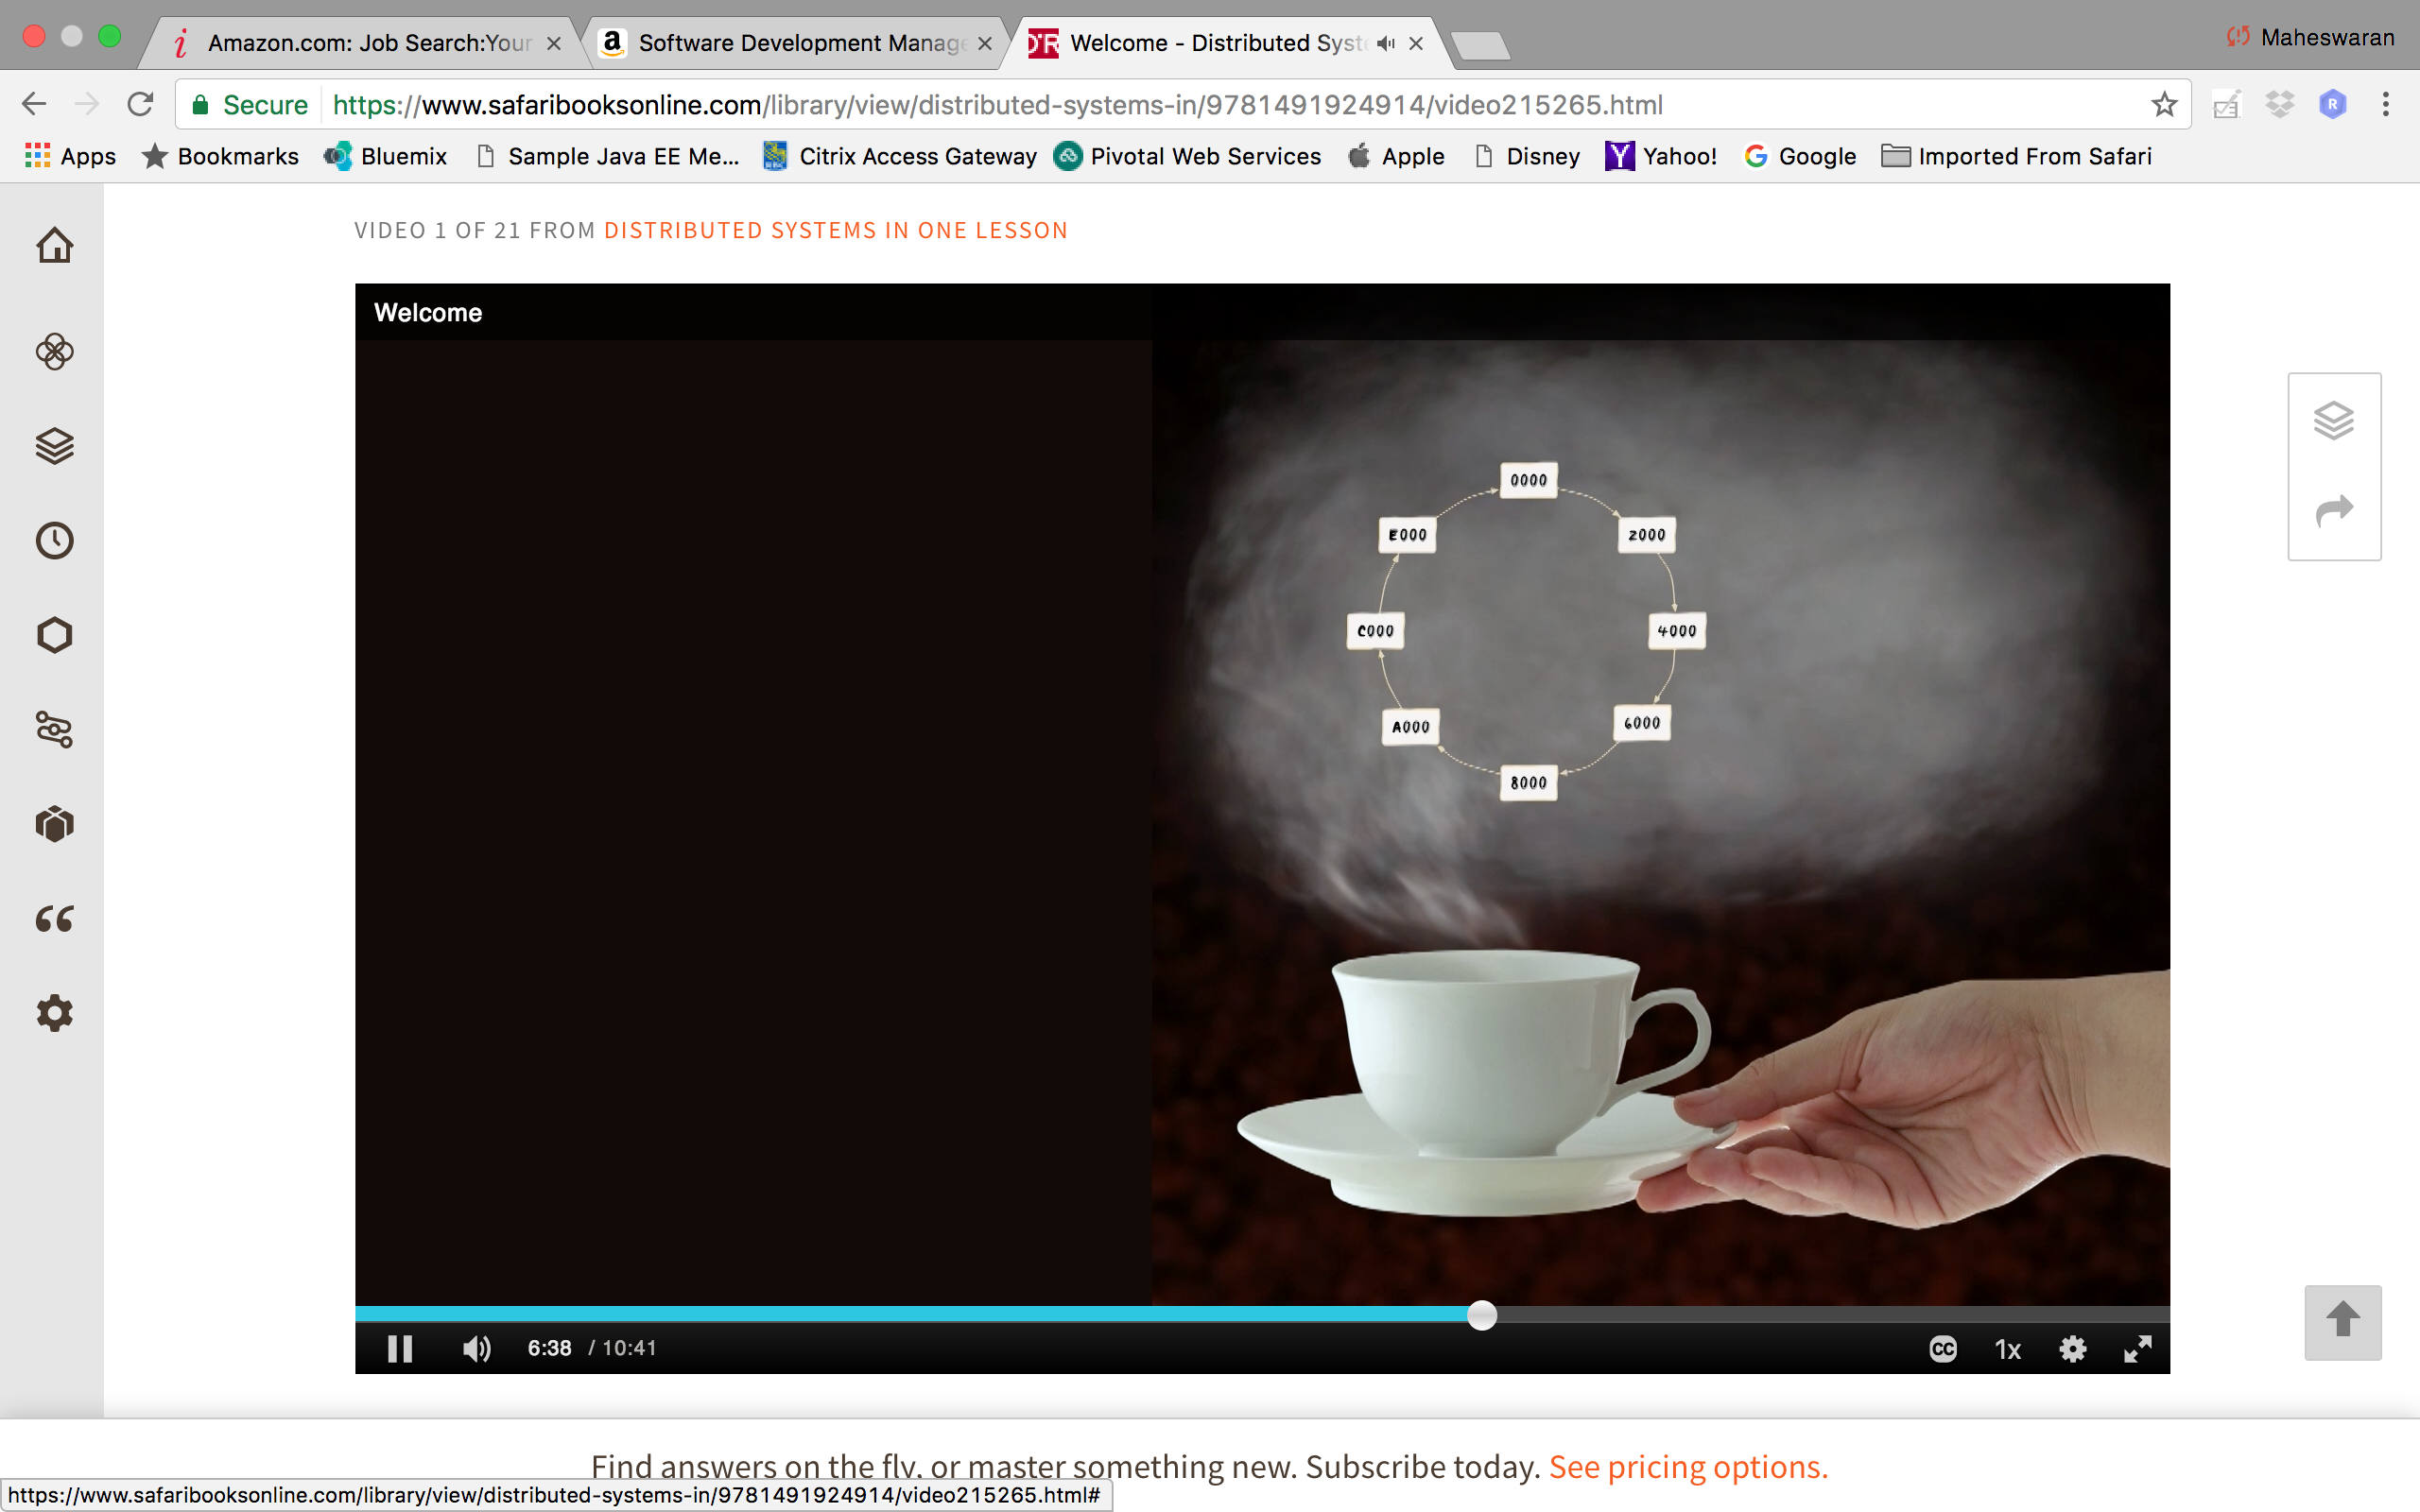 Amazon.com: Job Search:Your
Software Development Manage
Welcome - Distributed Syste
Maheswaran
Secure
https://www.safaribooksonline.com/library/view/distributed-systems-in/9781491924914/video215265.html
Apps
Bookmarks
Bluemix
Sample Java EE Me...
Citrix Access Gateway
Pivotal Web Services
Apple
Disney
Yahoo!
Google
Imported From Safari
VIDEO 1 OF 21 FROM DISTRIBUTED SYSTEMS IN ONE LESSON
Welcome
0000
E000
2000
C000
4000
A000
6000
8000
6:38 / 10:41
CC
1x
Find answers on the fly, or master something new. Subscribe today. See pricing options.
https://www.safaribooksonline.com/library/view/distributed-systems-in/9781491924914/video215265.html#